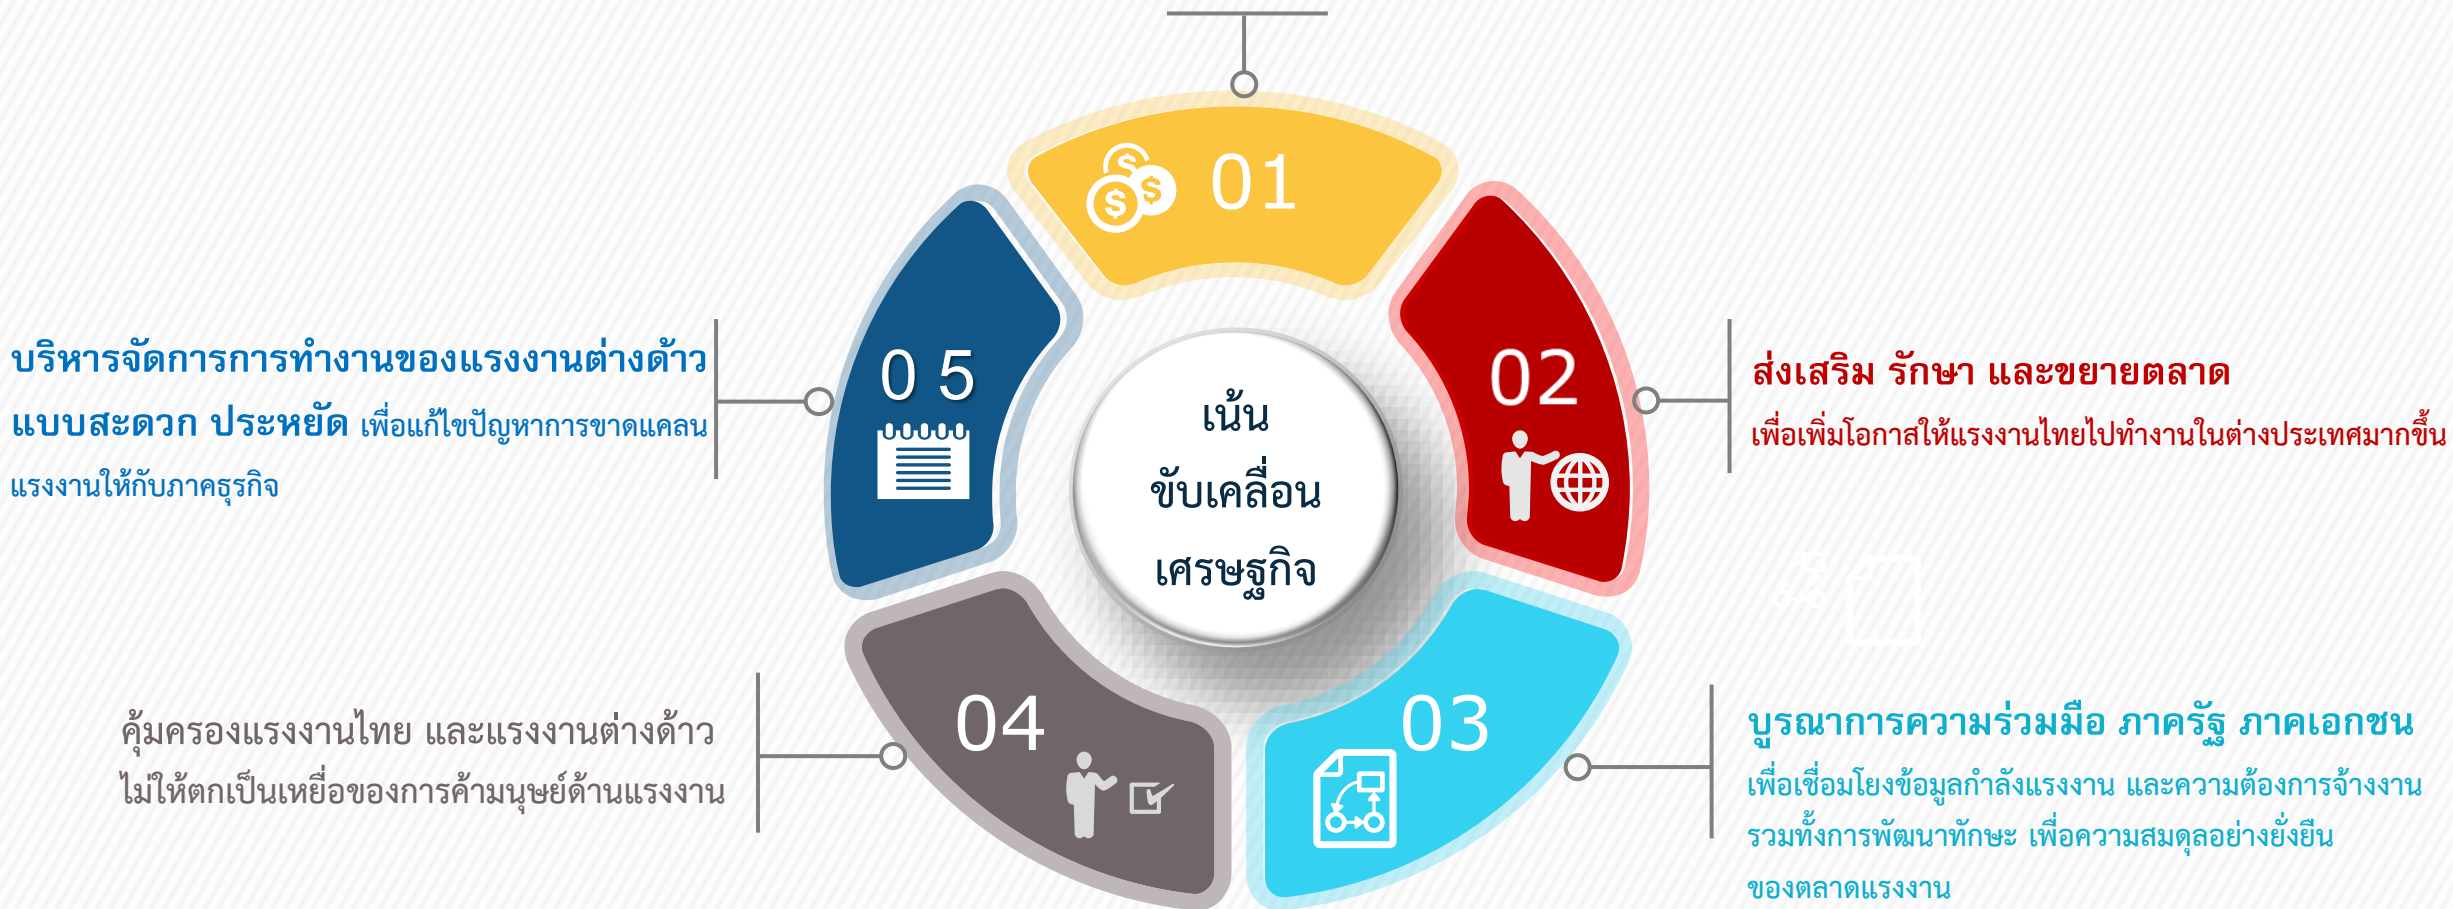 01
02
ส่งเสริม รักษา และขยายตลาด
เพื่อเพิ่มโอกาสให้แรงงานไทยไปทำงานในต่างประเทศมากขึ้น
03
บูรณาการความร่วมมือ ภาครัฐ ภาคเอกชน
เพื่อเชื่อมโยงข้อมูลกำลังแรงงาน และความต้องการจ้างงาน
รวมทั้งการพัฒนาทักษะ เพื่อความสมดุลอย่างยั่งยืน
ของตลาดแรงงาน
04
คุ้มครองแรงงานไทย และแรงงานต่างด้าว
ไม่ให้ตกเป็นเหยื่อของการค้ามนุษย์ด้านแรงงาน
0 5
บริหารจัดการการทำงานของแรงงานต่างด้าว
แบบสะดวก ประหยัด เพื่อแก้ไขปัญหาการขาดแคลน
แรงงานให้กับภาคธุรกิจ
เน้น
ขับเคลื่อน
เศรษฐกิจ